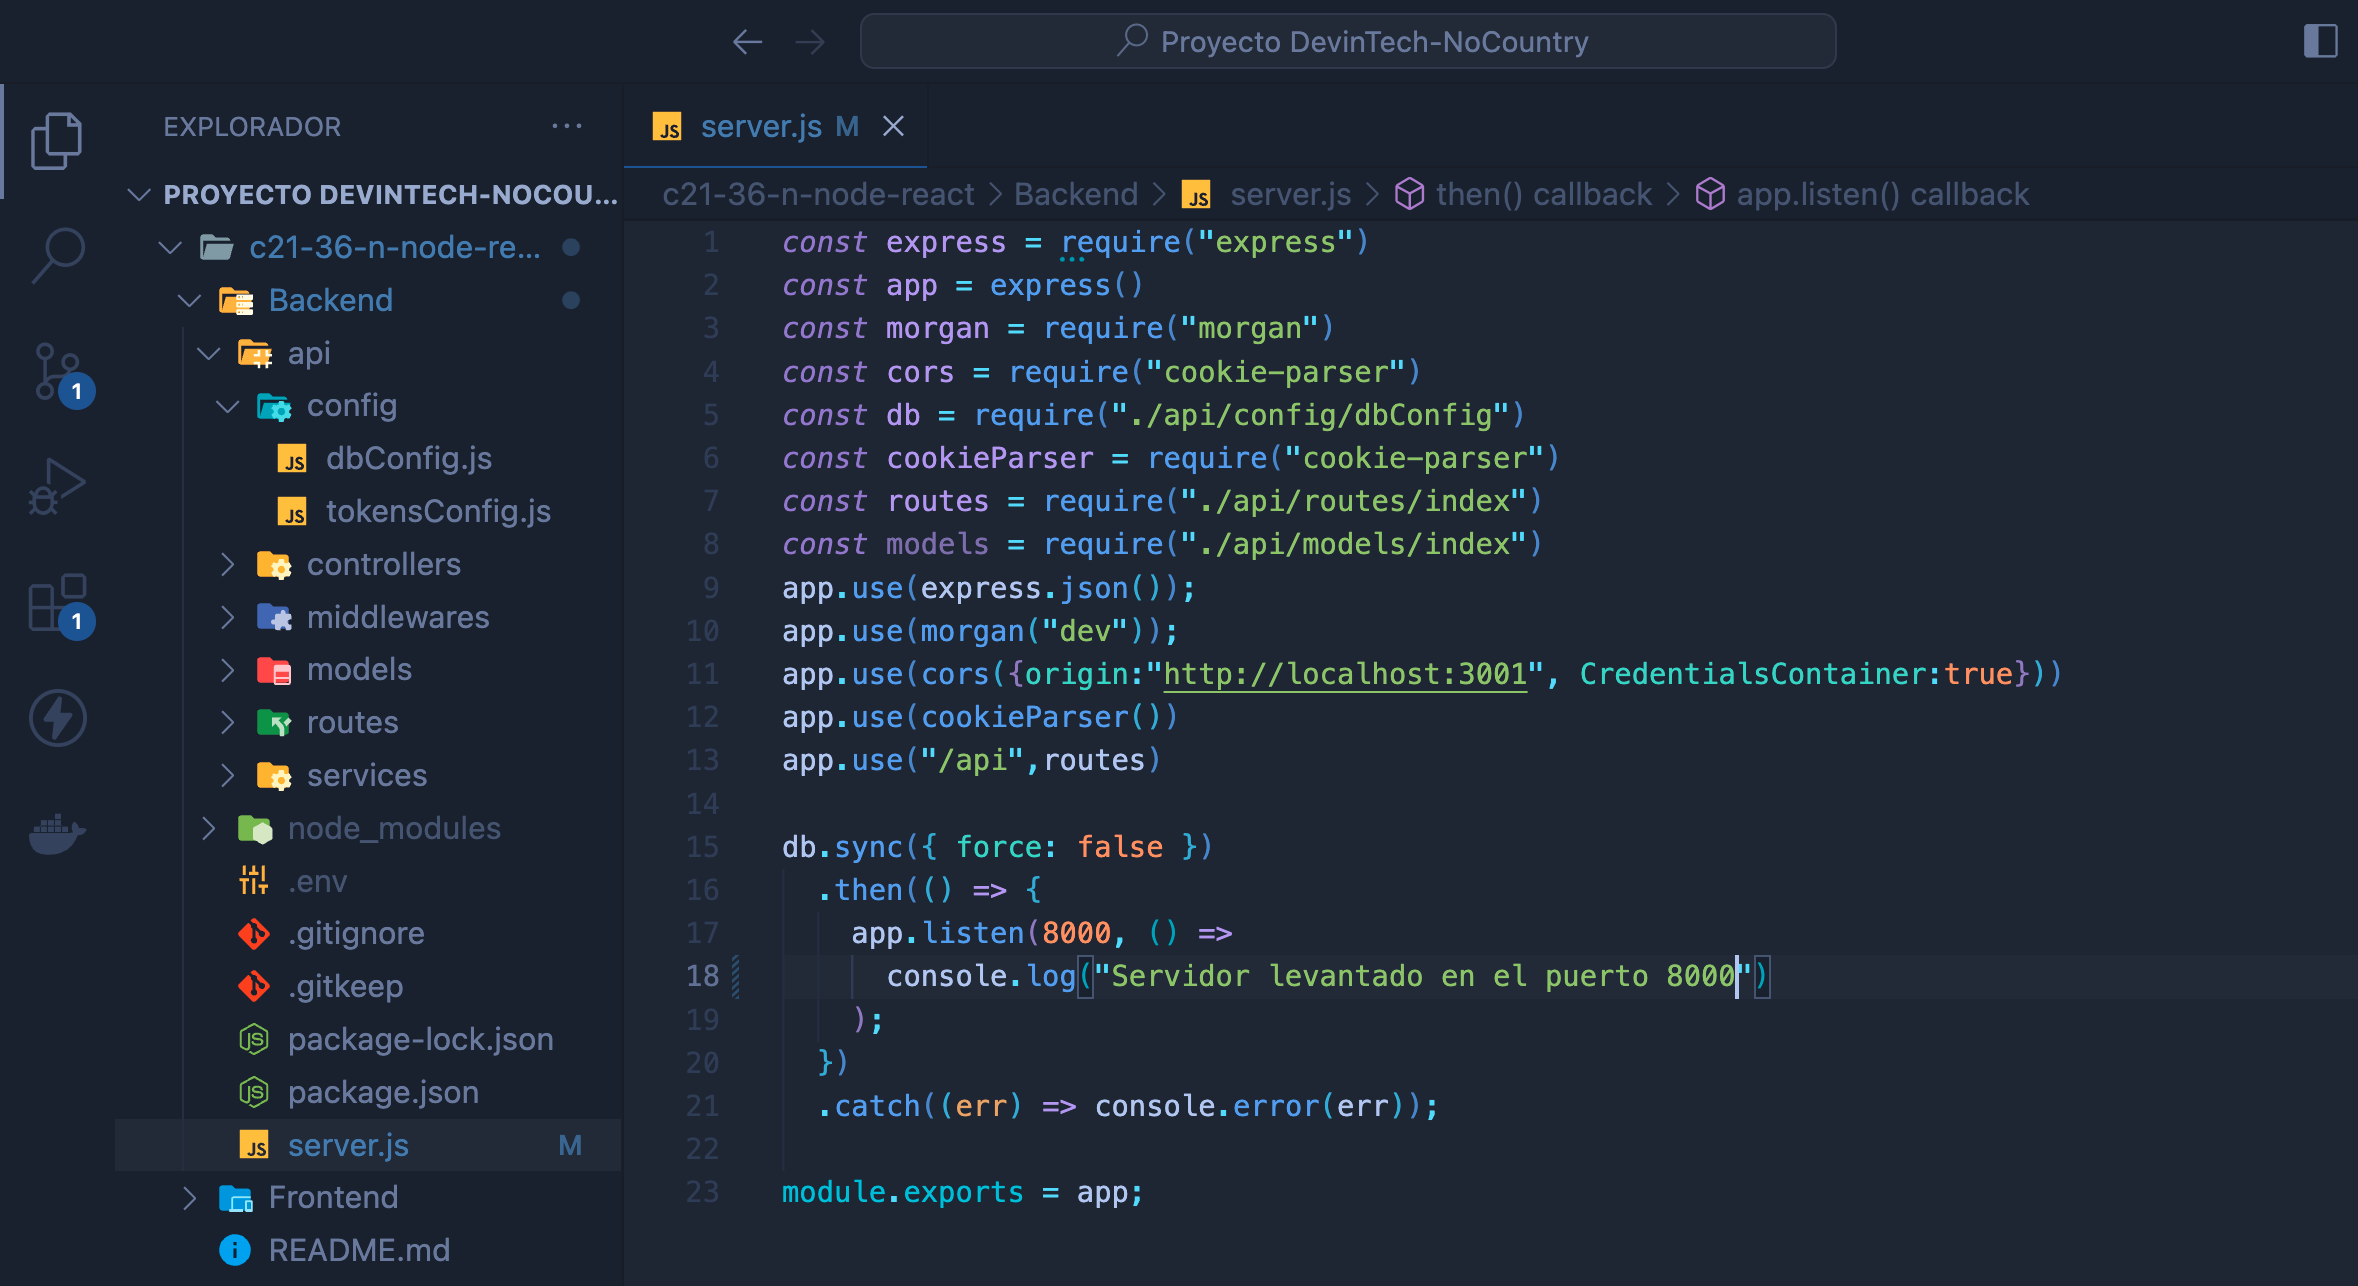 Proyecto DevinTech-NoCountry
EXPLORADOR
PROYECTO DEVINTECH-NOCOU...
c21-36-n-node-re...
Backend
api
config
JS dbConfig.js
JS tokensConfig.js
controllers
middlewares
models
routes
services
node_modules
.env
.gitignore
.gitkeep
JS package-lock.json
JS package.json
JS server.js M
Frontend
README.md
1
1
JS server.js M
c21-36-n-node-react > Backend > JS server.js > then() callback > app.listen() callback
1 const express = require("express")
2 const app = express()
3 const morgan = require("morgan")
4 const cors = require("cookie-parser")
5 const db = require("./api/config/dbConfig")
6 const cookieParser = require("cookie-parser")
7 const routes = require("./api/routes/index")
8 const models = require("./api/models/index")
9 app.use(express.json());
10 app.use(morgan("dev"));
11 app.use(cors({origin:"http://localhost:3001", CredentialsContainer:true}))
12 app.use(cookieParser())
13 app.use("/api",routes)
14
15 db.sync({ force: false })
16 .then(() => {
17 app.listen(8000, () =>
18 console.log("Servidor levantado en el puerto 8000")
19 );
20 })
21 .catch((err) => console.error(err));
22
23 module.exports = app;